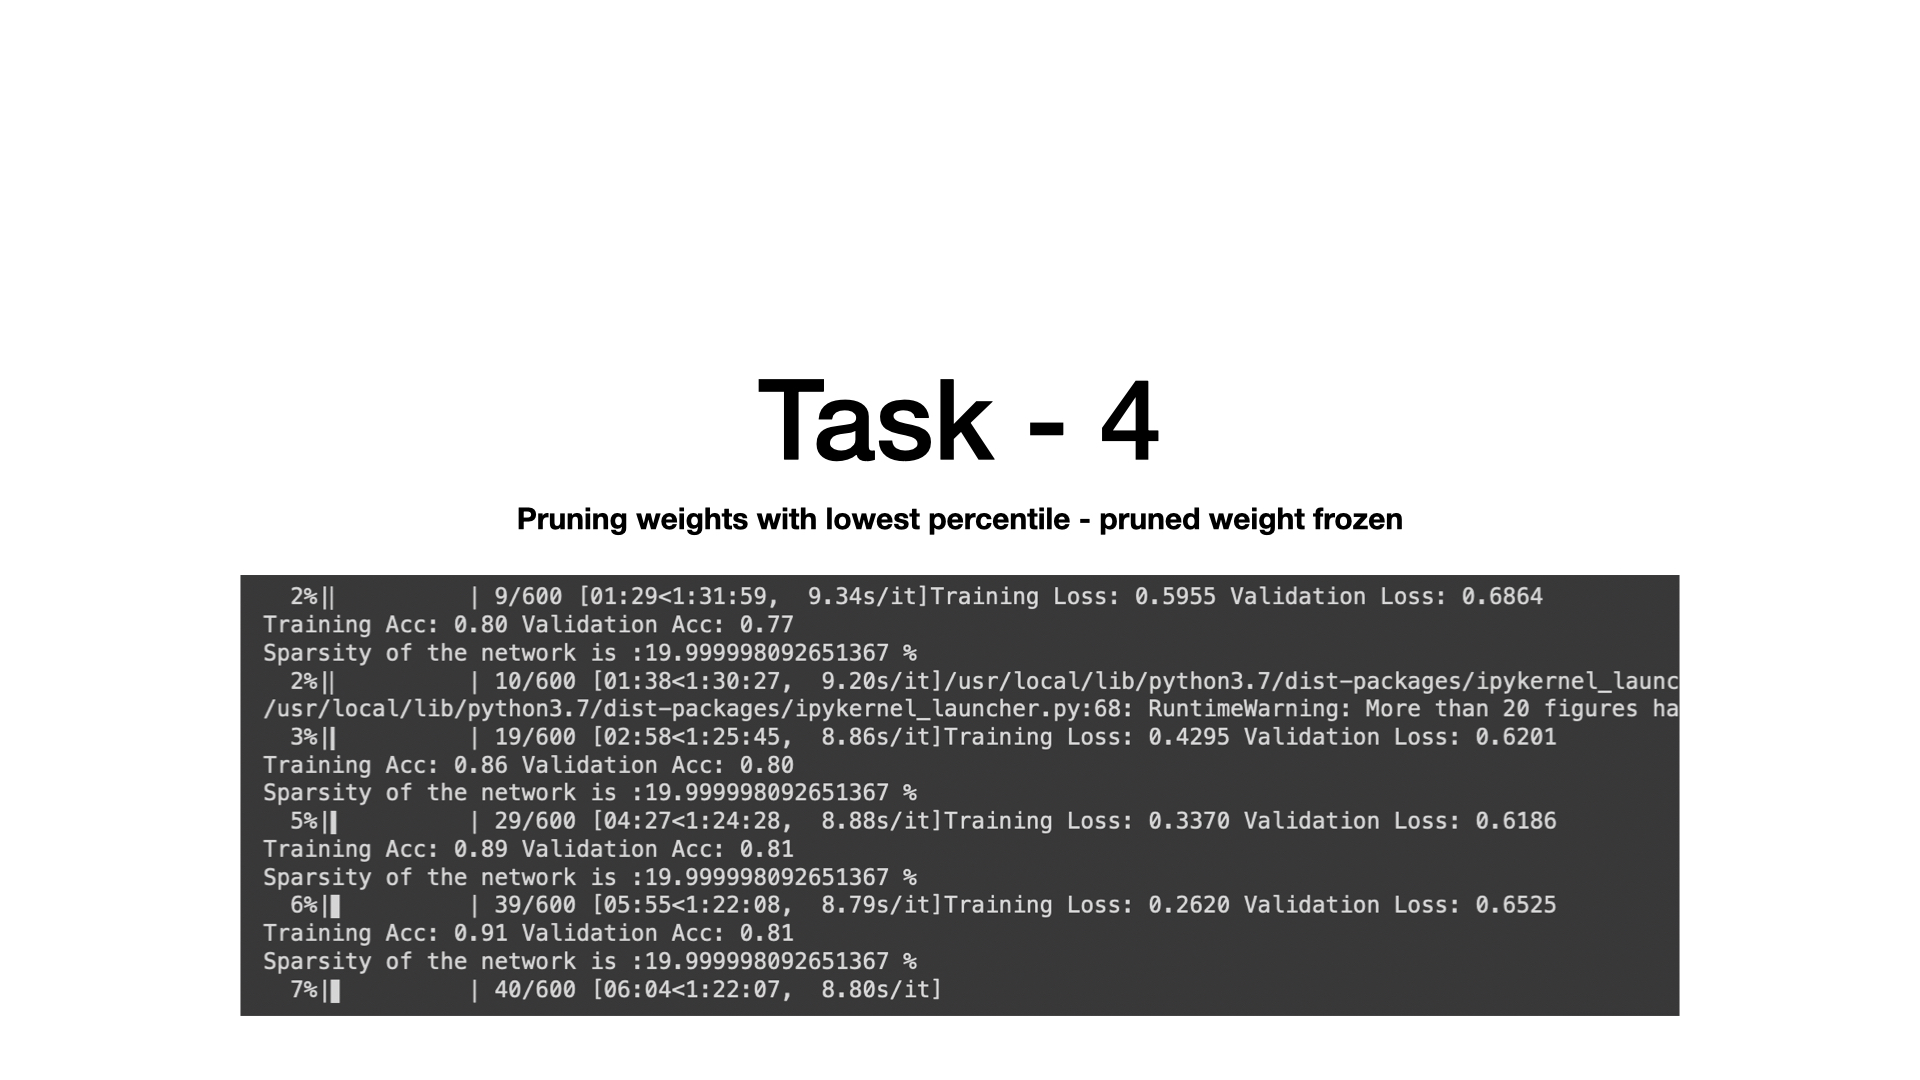 Task - 4
Pruning weights with lowest percentile - pruned weight frozen
2%|| | 9/600 [01:29<1:31:59, 9.34s/it]Training Loss: 0.5955 Validation Loss: 0.6864
Training Acc: 0.80 Validation Acc: 0.77
Sparsity of the network is :19.999998092651367 %
2%|| | 10/600 [01:38<1:30:27, 9.20s/it]/usr/local/lib/python3.7/dist-packages/ipykernel_launc
/usr/local/lib/python3.7/dist-packages/ipykernel_launcher.py:68: RuntimeWarning: More than 20 figures ha
3%|▎ | 19/600 [02:58<1:25:45, 8.86s/it]Training Loss: 0.4295 Validation Loss: 0.6201
Training Acc: 0.86 Validation Acc: 0.80
Sparsity of the network is :19.999998092651367 %
5%|▍ | 29/600 [04:27<1:24:28, 8.88s/it]Training Loss: 0.3370 Validation Loss: 0.6186
Training Acc: 0.89 Validation Acc: 0.81
Sparsity of the network is :19.999998092651367 %
6%|▋ | 39/600 [05:55<1:22:08, 8.79s/it]Training Loss: 0.2620 Validation Loss: 0.6525
Training Acc: 0.91 Validation Acc: 0.81
Sparsity of the network is :19.999998092651367 %
7%|▋ | 40/600 [06:04<1:22:07, 8.80s/it]